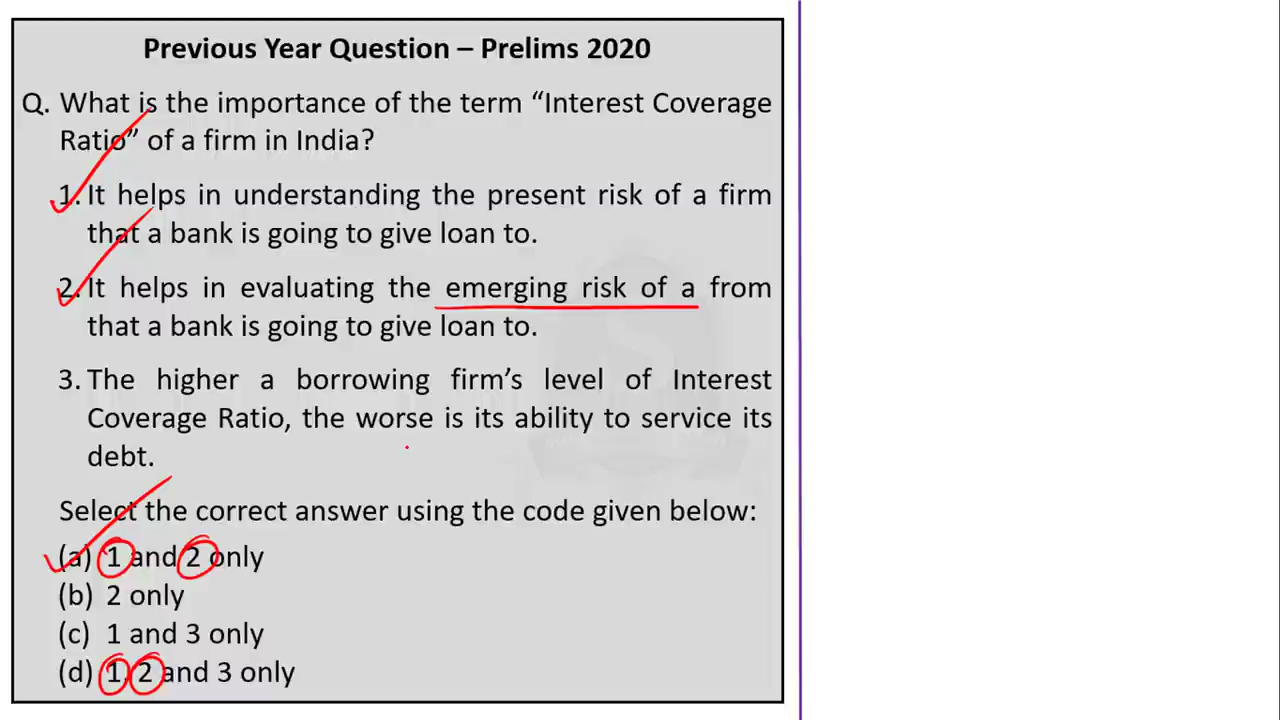 Previous Year Question – Prelims 2020
Q. What is the importance of the term “Interest Coverage
Ratio” of a firm in India?
1. It helps in understanding the present risk of a firm
that a bank is going to give loan to.
2. It helps in evaluating the emerging risk of a from
that a bank is going to give loan to.
3. The higher a borrowing firm’s level of Interest
Coverage Ratio, the worse is its ability to service its
debt.
Select the correct answer using the code given below:
(a) 1 and 2 only
(b) 2 only
(c) 1 and 3 only
(d) 1, 2 and 3 only